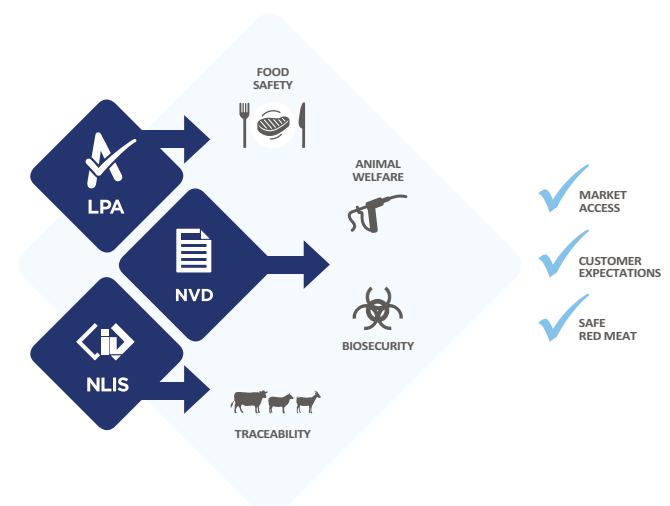 FOOD
SAFETY
LPA
ANIMAL
WELFARE
NVD
BIOSECURITY
NLIS
TRACEABILITY
MARKET
ACCESS
CUSTOMER
EXPECTATIONS
SAFE
RED MEAT